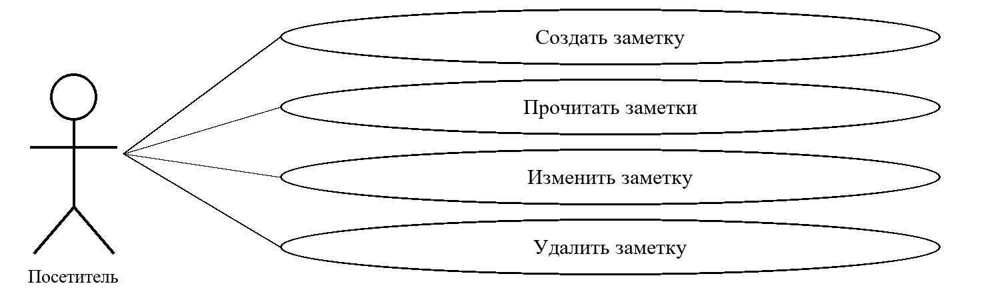 Создать заметку
Прочитать заметки
Изменить заметку
Удалить заметку
Посетитель